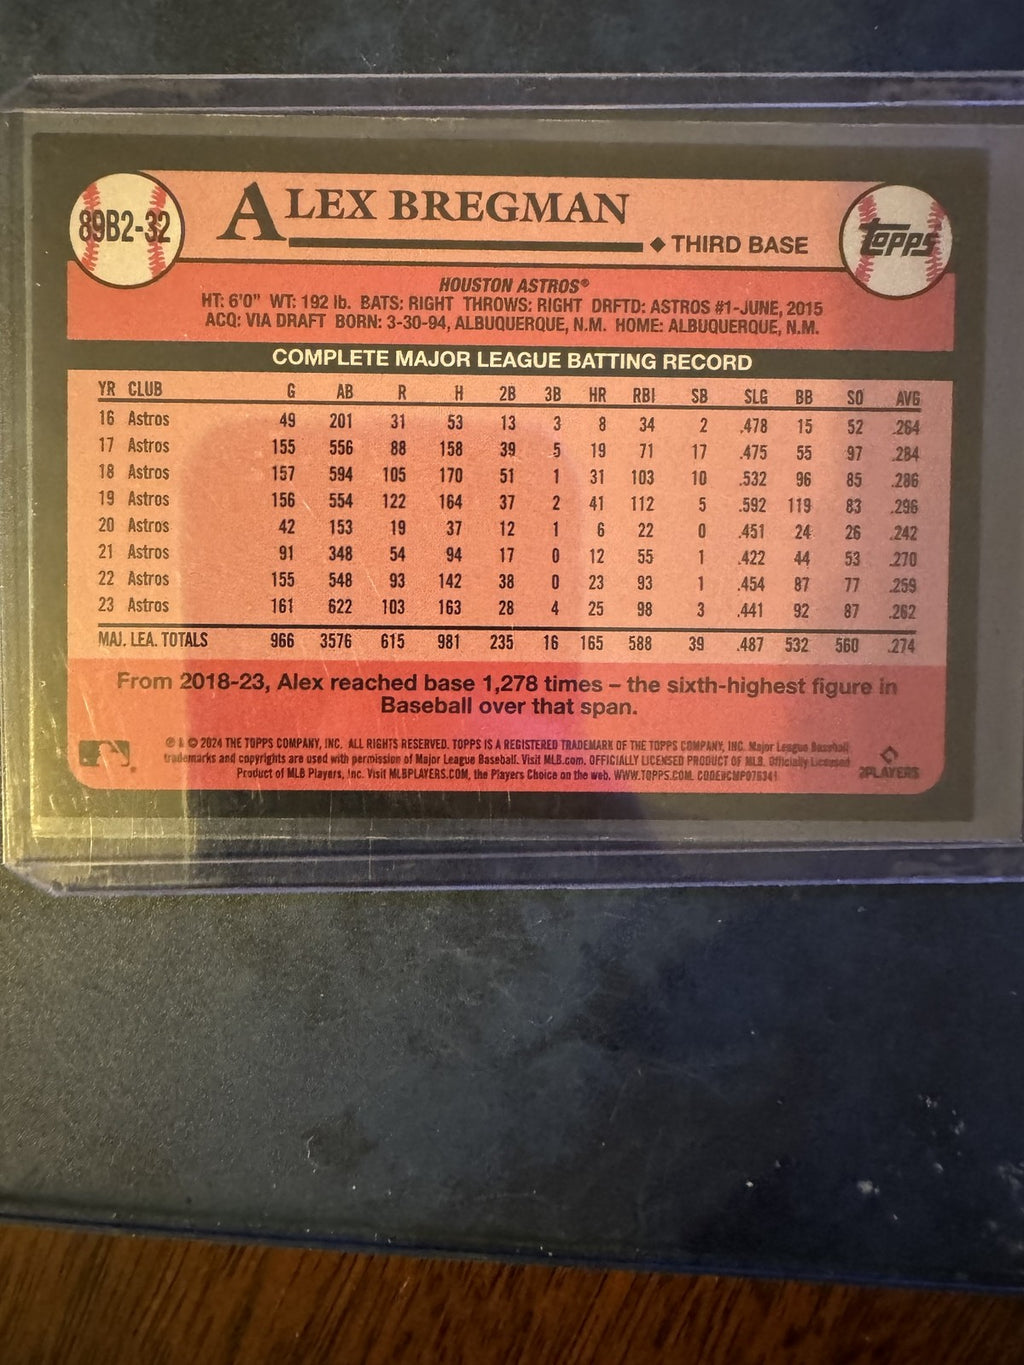 89B2-32
ALEX BREGMAN
◆ THIRD BASE
topps
HOUSTON ASTROS®
HT: 6'0" WT: 192 lb. BATS: RIGHT THROWS: RIGHT DRFTD: ASTROS #1-JUNE, 2015
ACQ: VIA DRAFT BORN: 3-30-94, ALBUQUERQUE, N.M. HOME: ALBUQUERQUE, N.M.
COMPLETE MAJOR LEAGUE BATTING RECORD
YR CLUB G AB R H 2B 3B HR RBI SB SLG BB SO AVG
16 Astros 49 201 31 53 13 3 8 34 2 .478 15 52 .264
17 Astros 155 556 88 158 39 5 19 71 17 .475 55 97 .284
18 Astros 157 594 105 170 51 1 31 103 10 .532 96 85 .286
19 Astros 156 554 122 164 37 2 41 112 5 .592 119 83 .296
20 Astros 42 153 19 37 12 1 6 22 0 .451 24 26 .242
21 Astros 91 348 54 94 17 0 12 55 1 .422 44 53 .270
22 Astros 155 548 93 142 38 0 23 93 1 .454 87 77 .259
23 Astros 161 622 103 163 28 4 25 98 3 .441 92 87 .262
MAJ. LEA. TOTALS 966 3576 615 981 235 16 165 588 39 .487 532 560 .274
From 2018-23, Alex reached base 1,278 times – the sixth-highest figure in
Baseball over that span.
® & © 2024 THE TOPPS COMPANY, INC. ALL RIGHTS RESERVED. TOPPS IS A REGISTERED TRADEMARK OF THE TOPPS COMPANY, INC. Major League Baseball
trademarks and copyrights are used with permission of Major League Baseball. Visit MLB.com. OFFICIALLY LICENSED PRODUCT OF MLB. Officially Licensed
Product of MLB Players, Inc. Visit MLBPLAYERS.COM, the Players Choice on the web. WWW.TOPPS.COM. CODE#CMP076341
PLAYERS